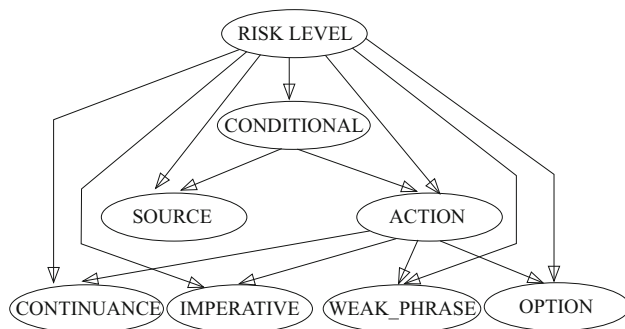 RISK LEVEL
CONDITIONAL
SOURCE ACTION
CONTINUANCE IMPERATIVE WEAK_PHRASE OPTION